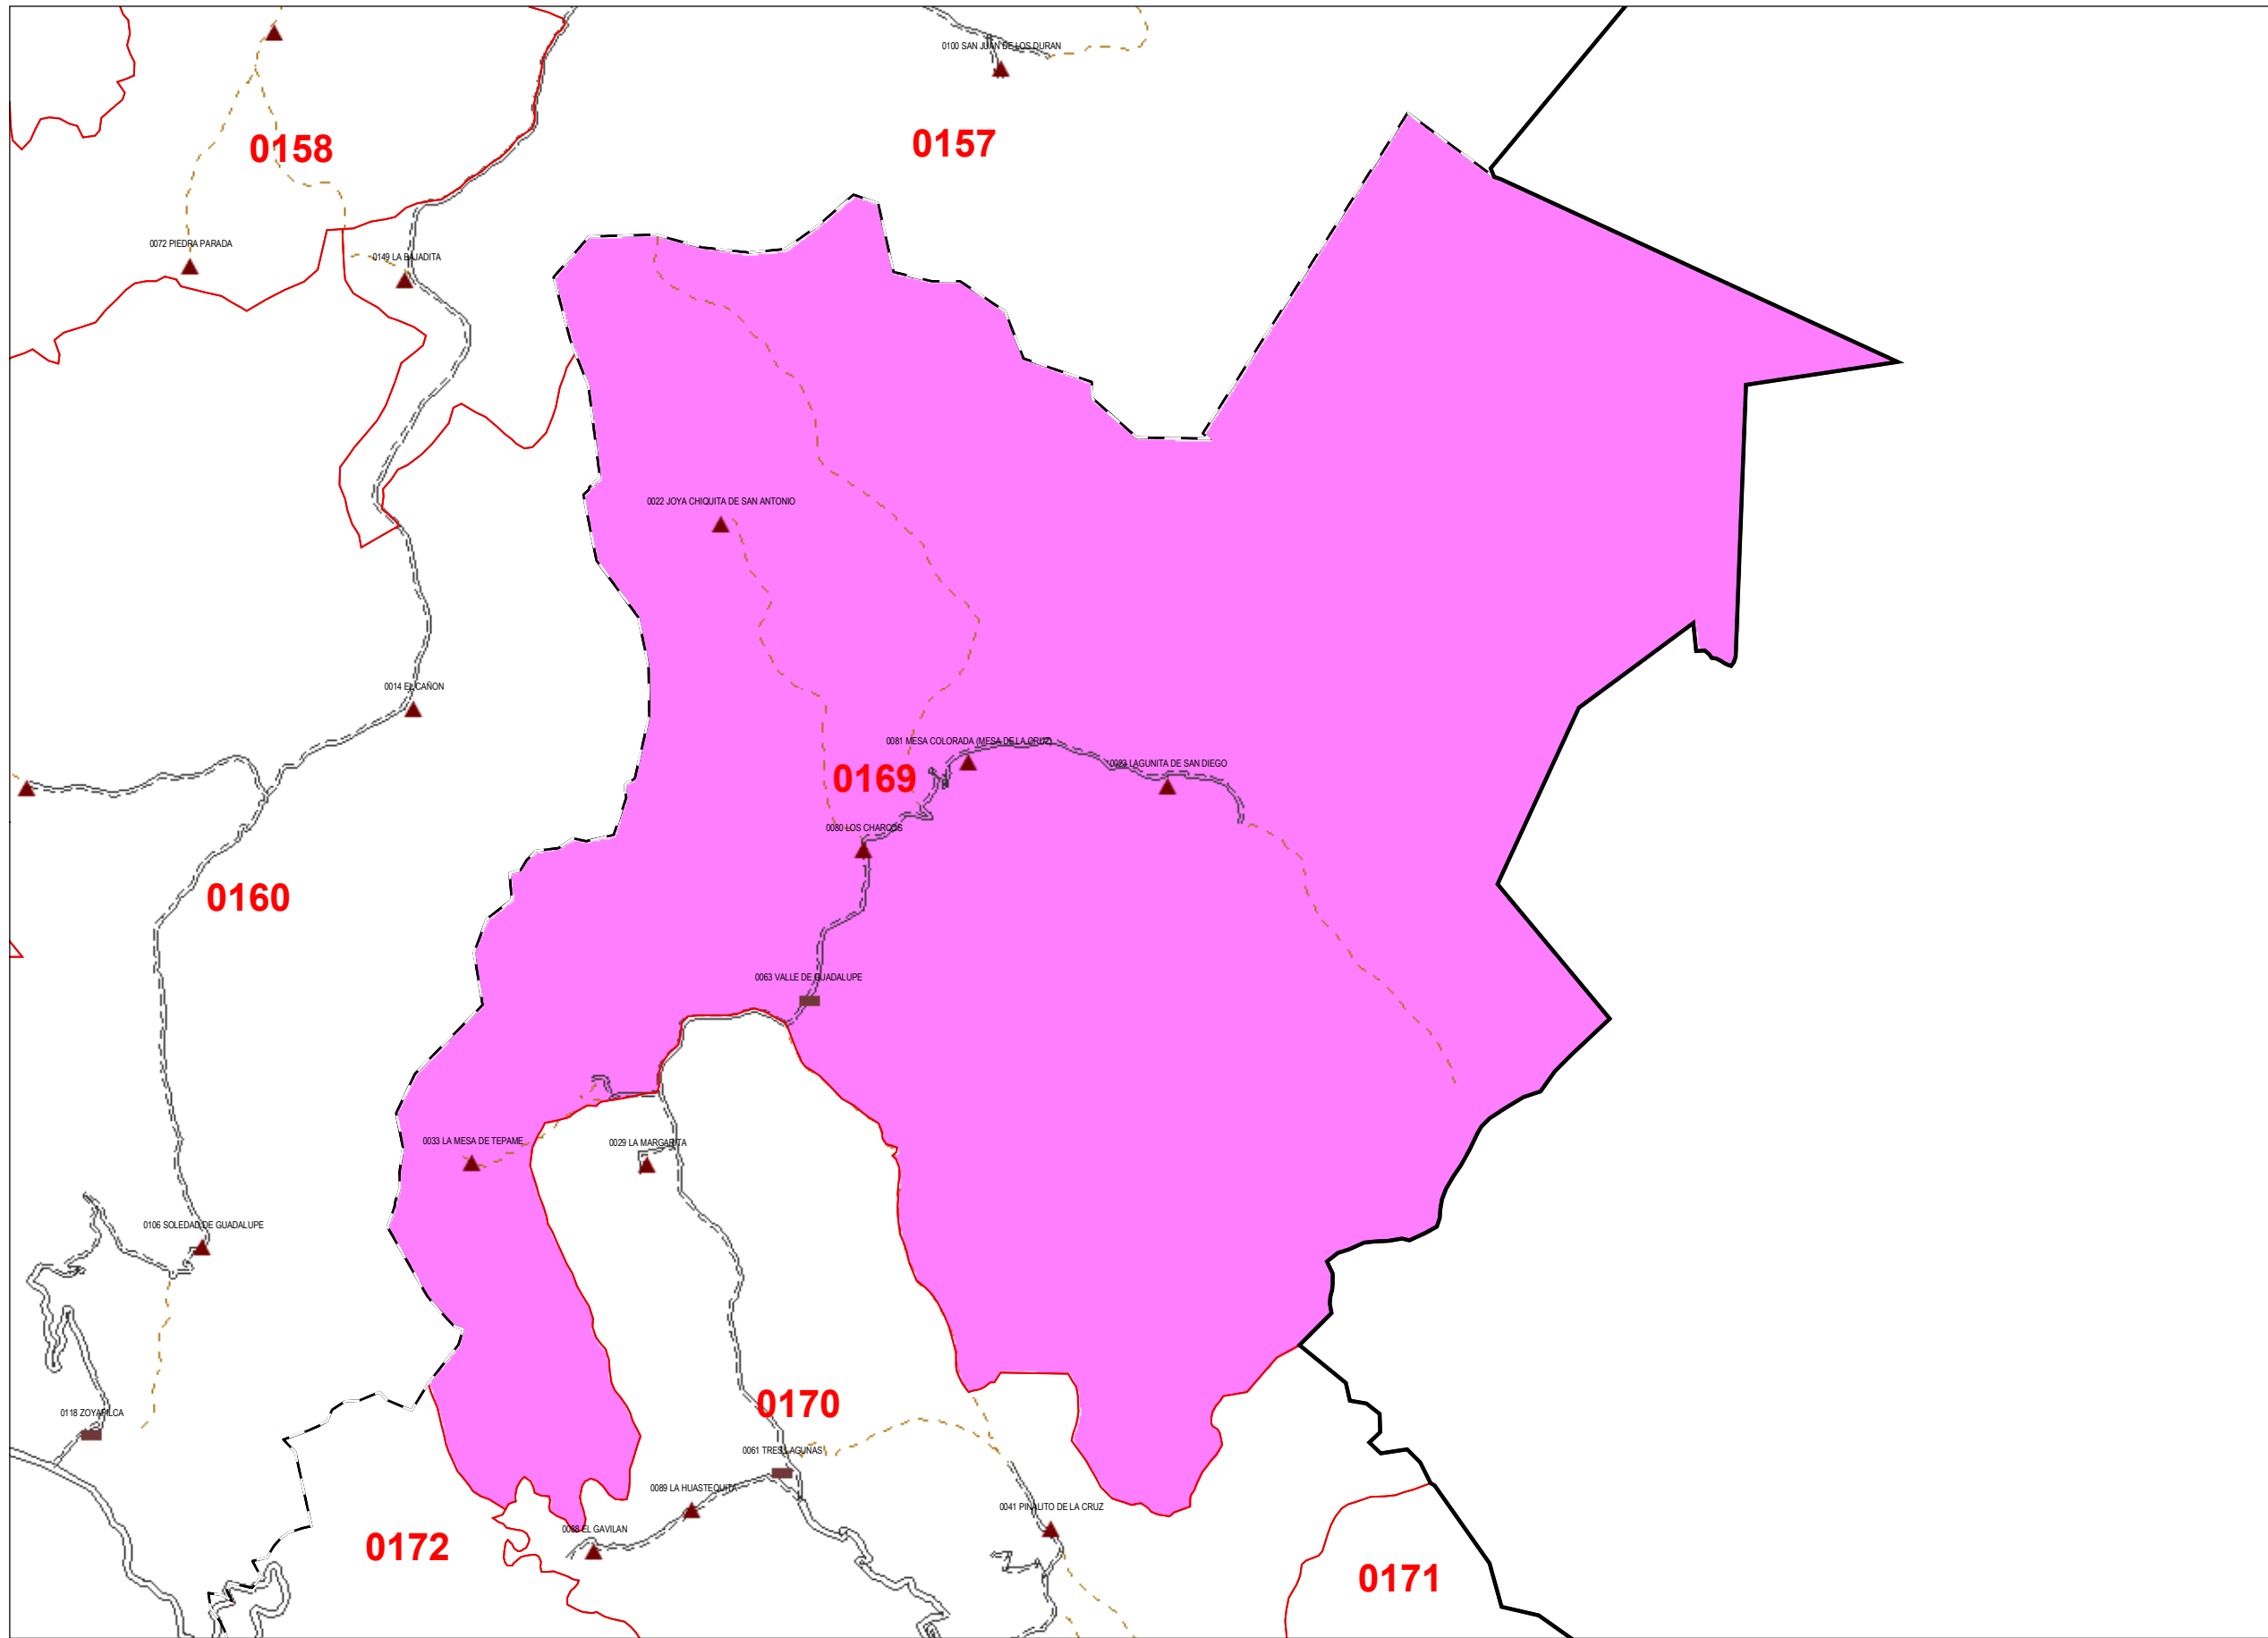 0100 SAN JUAN DE LOS DURAN
0158
0157
0072 PIEDRA PARADA
0149 LA BAJADITA
0022 JOYA CHIQUITA DE SAN ANTONIO
0014 EL CAÑON
0081 MESA COLORADA (MESA DE LA CRUZ)
0023 LAGUNITA DE SAN DIEGO
0169
0080 LOS CHARCOS
0160
0063 VALLE DE GUADALUPE
0033 LA MESA DE TEPAME
0029 LA MARGARITA
0106 SOLEDAD DE GUADALUPE
0170
0118 ZOYAPILCA
0061 TRES LAGUNAS
0089 LA HUASTEQUITA
0041 PINALITO DE LA CRUZ
0088 EL GAVILAN
0172
0171